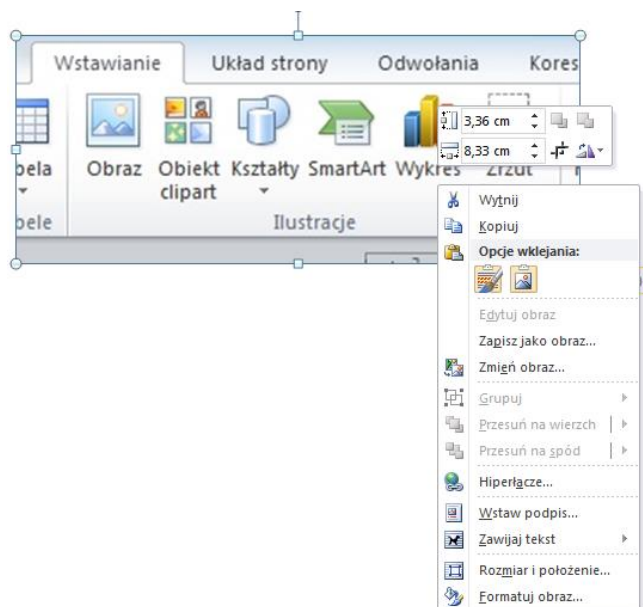 Wstawianie Układ strony Odwołania Kores
3,36 cm
8,33 cm
bela Obraz Obiekt clipart Kształty SmartArt Wykres Zrzut
bele Ilustracje
Wytnij
Kopiuj
Opcje wklejania:
Edytuj obraz
Zapisz jako obraz...
Zmień obraz...
Grupuj
Przesuń na wierzch
Przesuń na spód
Hiperłącze...
Wstaw podpis...
Zawijaj tekst
Rozmiar i położenie...
Formatuj obraz...